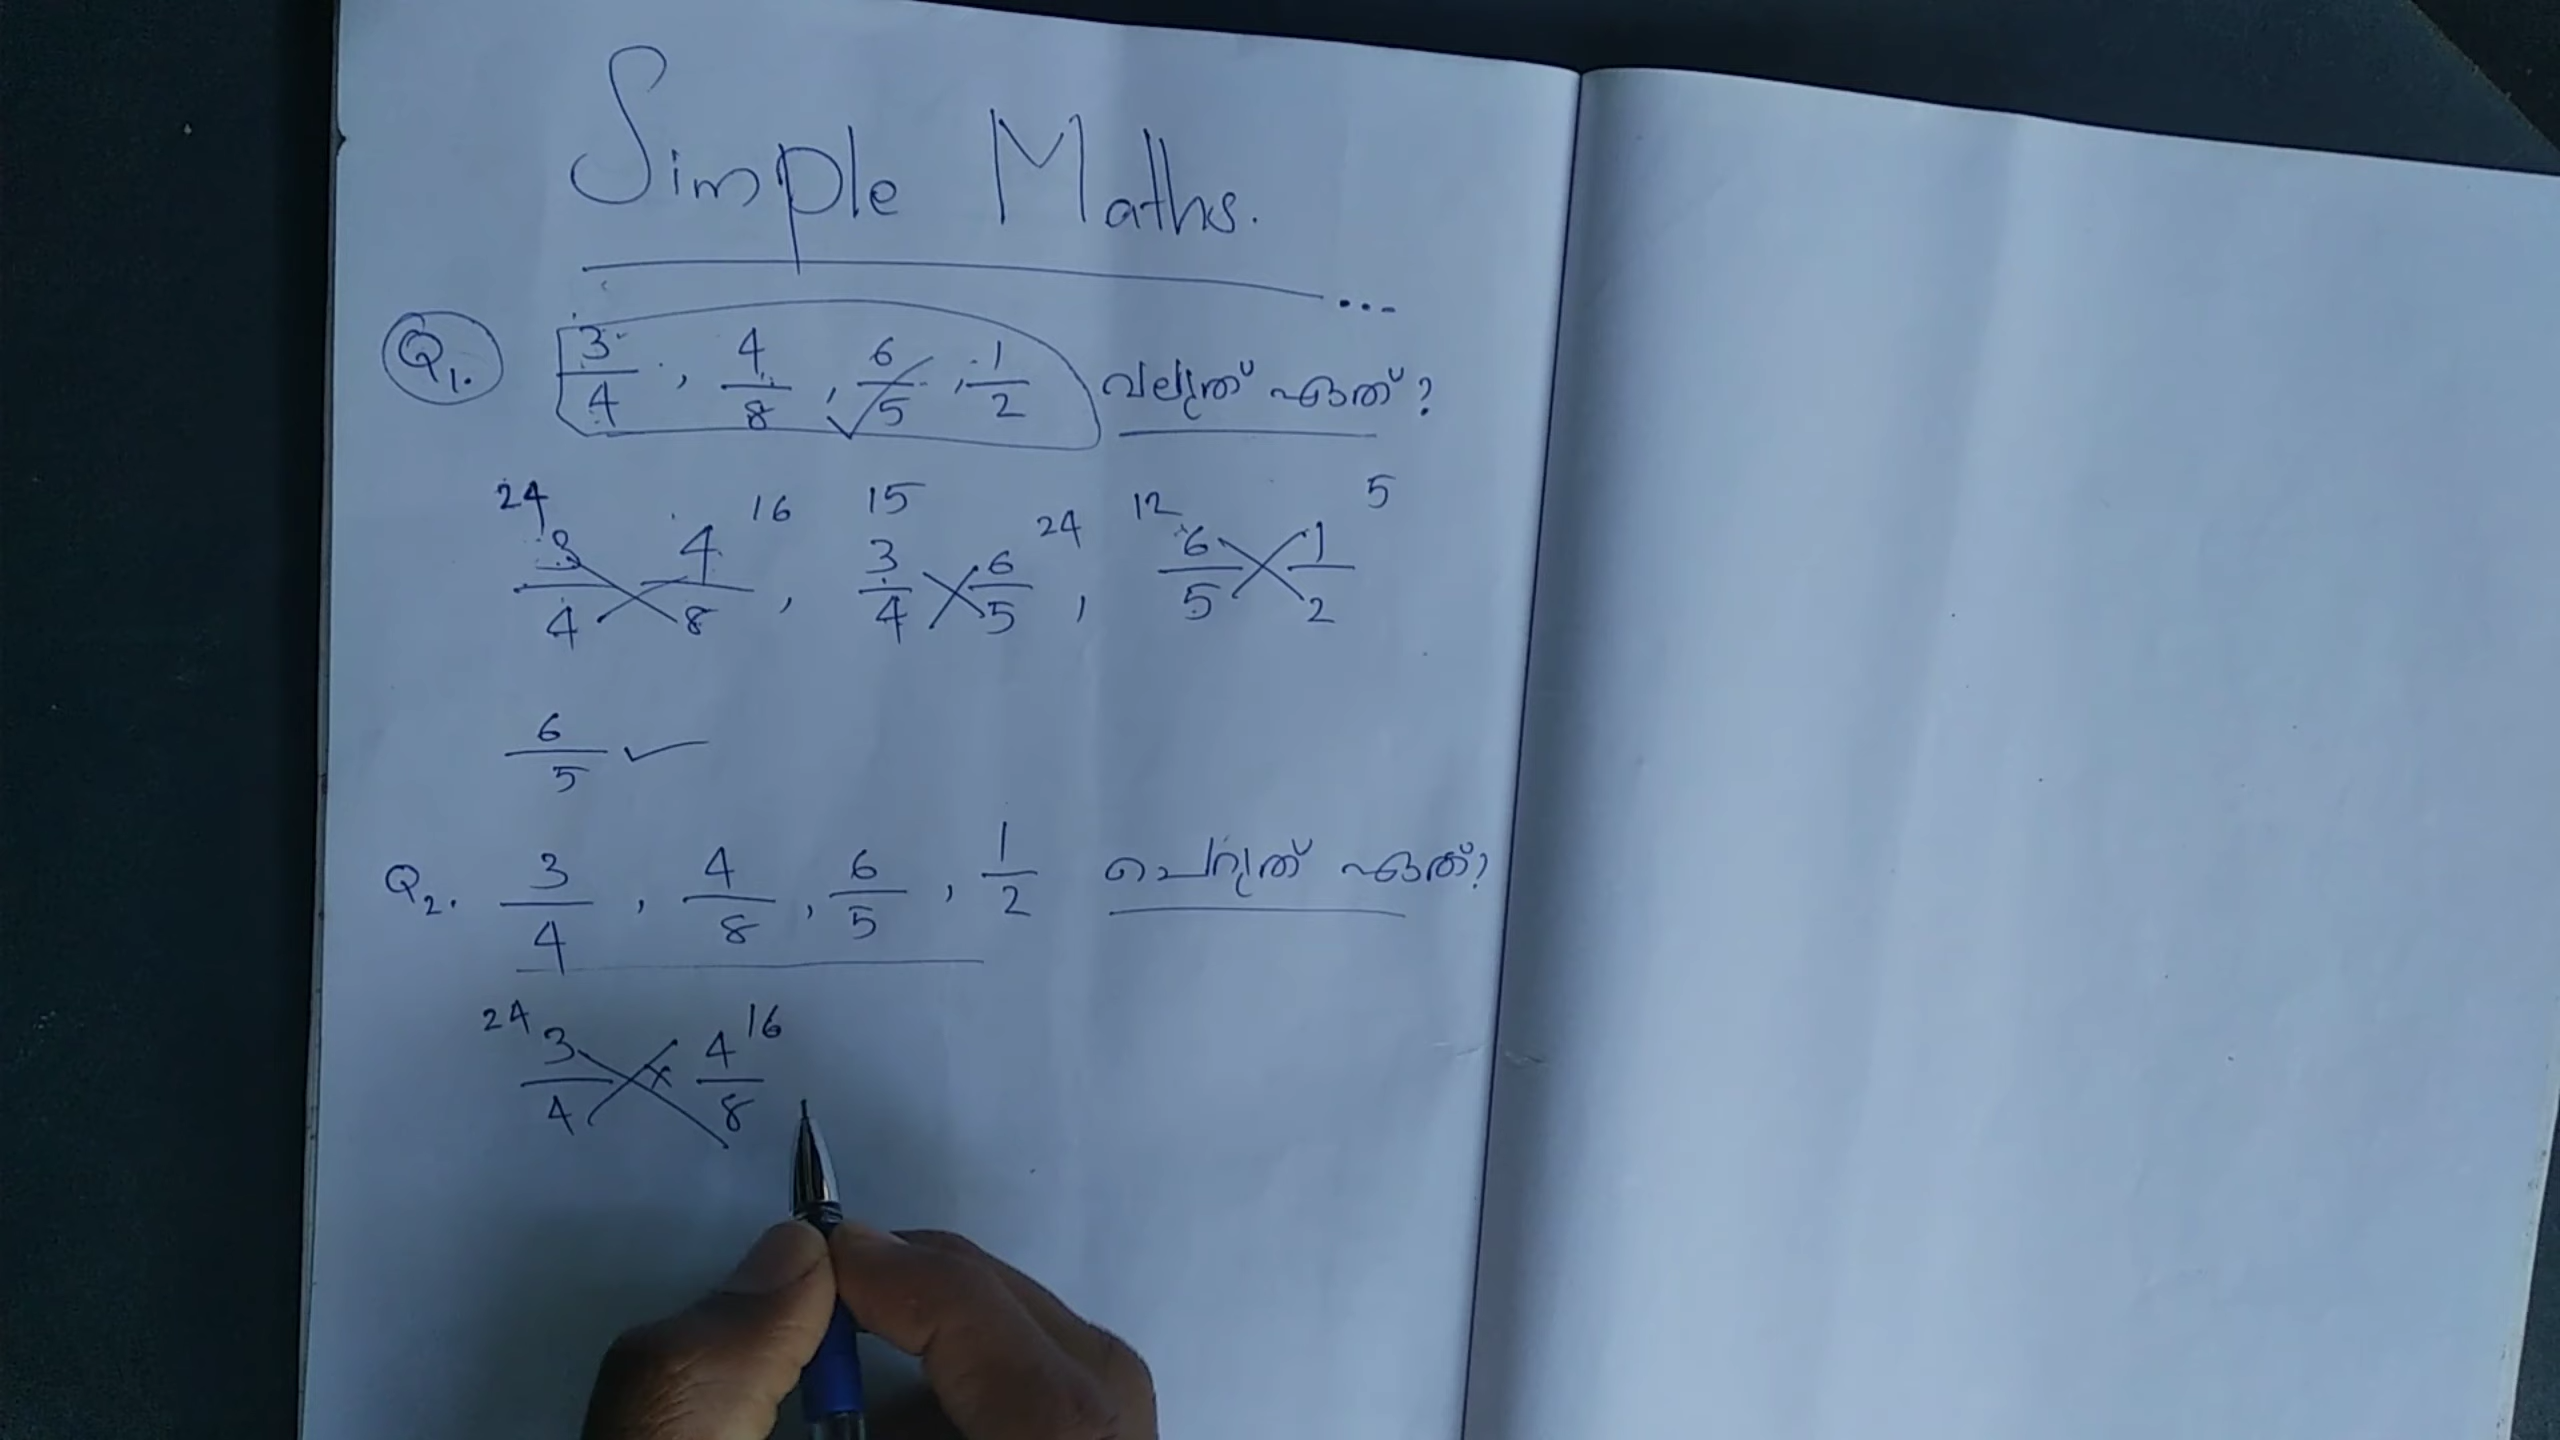 Simple Maths.
Q1. 3/4, 4/8, 6/5, 1/2 വലുത് ഏത്?
24 3/4 4/8 16, 15 3/4 6/5 24, 12 6/5 1/2 5
6/5 ✓
Q2. 3/4, 4/8, 6/5, 1/2 ചെറുത് ഏത്?
24 3/4 × 4/8 16